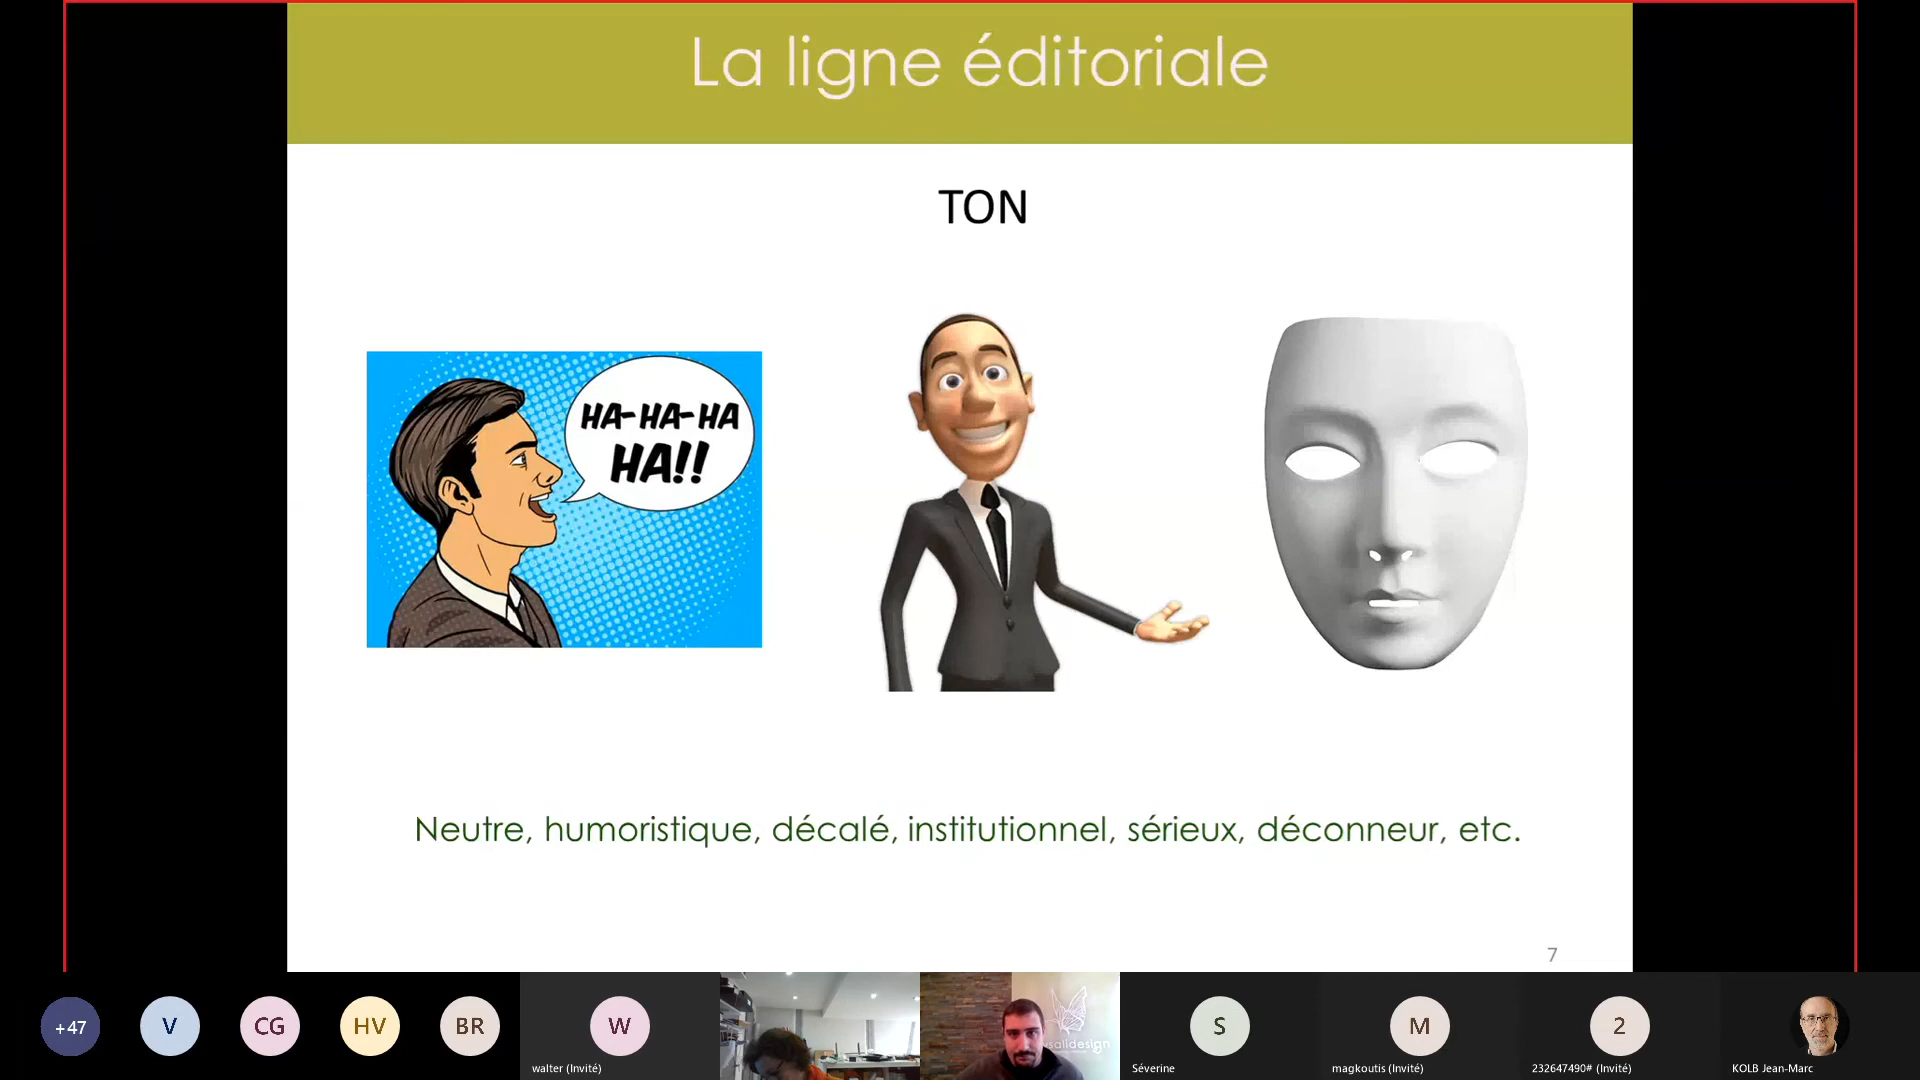 La ligne éditoriale
TON
HA-HA-HA
HA!!
Neutre, humoristique, décalé, institutionnel, sérieux, déconneur, etc.
7
+47
V
CG
HV
BR
W
walter (Invité)
salidesign
S
Séverine
M
magkoutis (Invité)
2
232647490# (Invité)
KOLB Jean-Marc